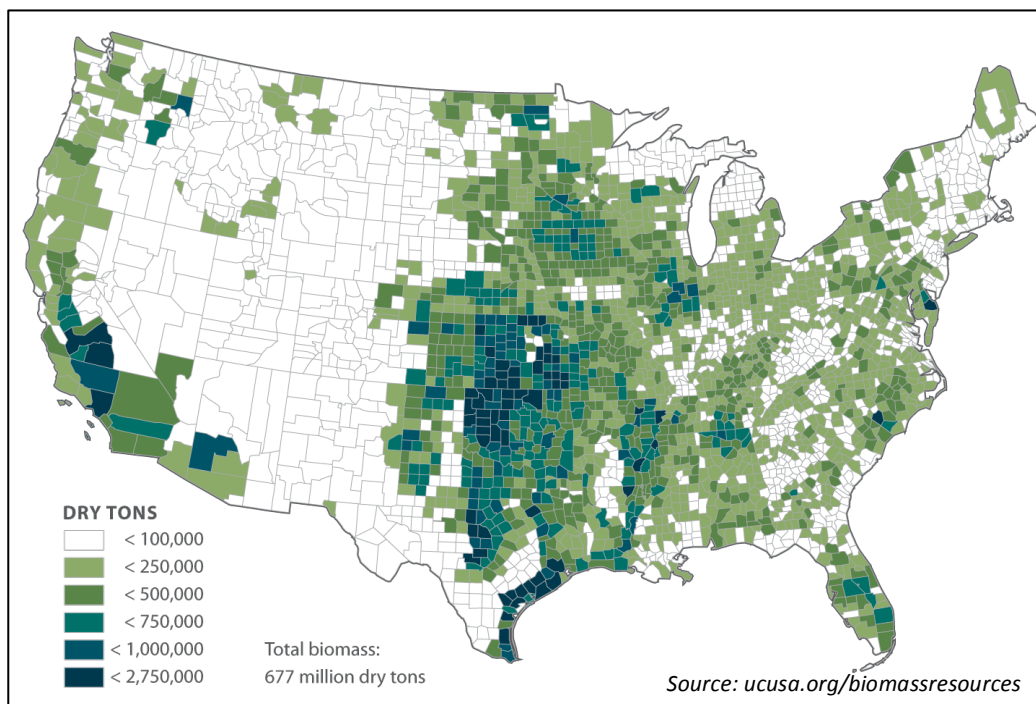 DRY TONS
< 100,000
< 250,000
< 500,000
< 750,000
< 1,000,000
< 2,750,000
Total biomass:
677 million dry tons
Source: ucusa.org/biomassresources